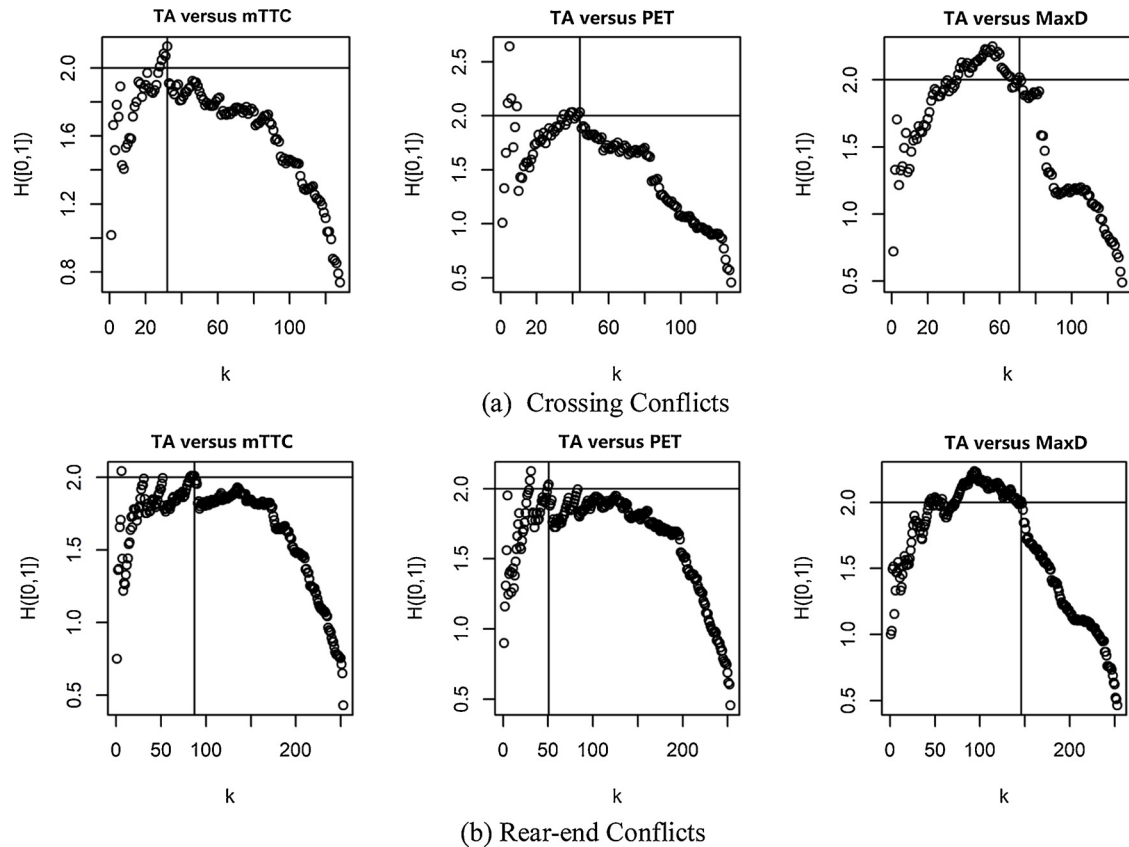 TA versus mTTC
TA versus PET
TA versus MaxD
H([0,1])
0.8 1.2 1.6 2.0
0 20 60 100
k
H([0,1])
0.5 1.0 1.5 2.0 2.5
0 20 60 100
k
H([0,1])
0.5 1.0 1.5 2.0
0 20 60 100
k
(a) Crossing Conflicts
TA versus mTTC
TA versus PET
TA versus MaxD
H([0,1])
0.5 1.0 1.5 2.0
0 50 100 200
k
H([0,1])
0.5 1.0 1.5 2.0
0 50 100 200
k
H([0,1])
0.5 1.0 1.5 2.0
0 50 100 200
k
(b) Rear-end Conflicts